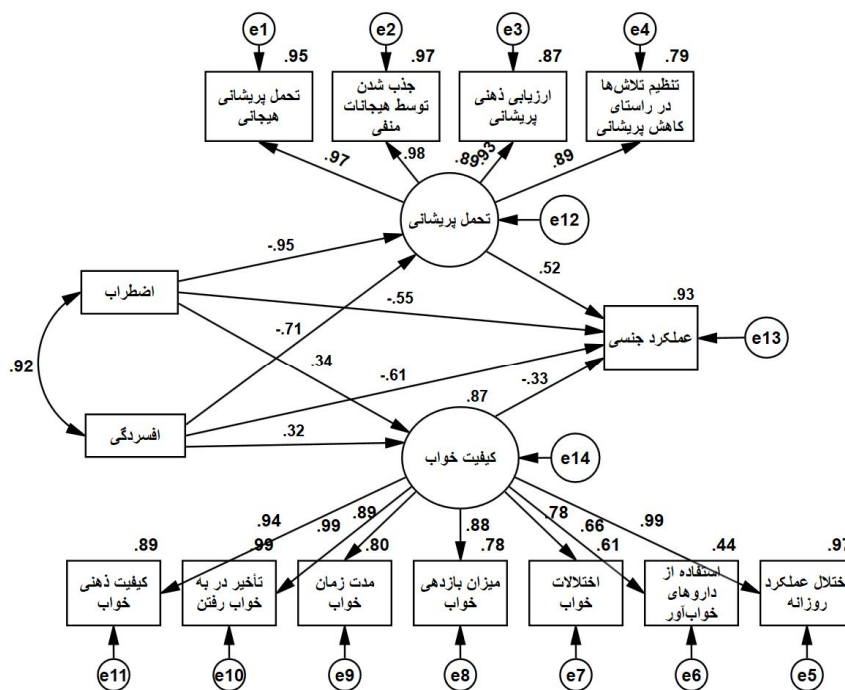 e1
e2
e3
e4
.95
.97
.87
.79
تحمل پریشانی
هیجانی
جذب شدن
توسط هیجانات
منفی
ارزیابی ذهنی
پریشانی
تنظیم تلاش‌ها
در راستای
کاهش پریشانی
.97
.98
.89
.93
.89
تحمل پریشانی
e12
-.95
.52
اضطراب
-.55
.93
عملکرد جنسی
e13
-.71
.34
.92
-.61
-.33
.87
افسردگی
.32
کیفیت خواب
e14
.94
.99
.89
.88
.78
.66
.99
.89
.99
.80
.78
.61
.44
.97
کیفیت ذهنی
خواب
تأخیر در به
خواب رفتن
مدت زمان
خواب
میزان بازدهی
خواب
اختلالات
خواب
استفاده از
داروهای
خواب‌آور
ختلال عملکرد
روزانه
e11
e10
e9
e8
e7
e6
e5